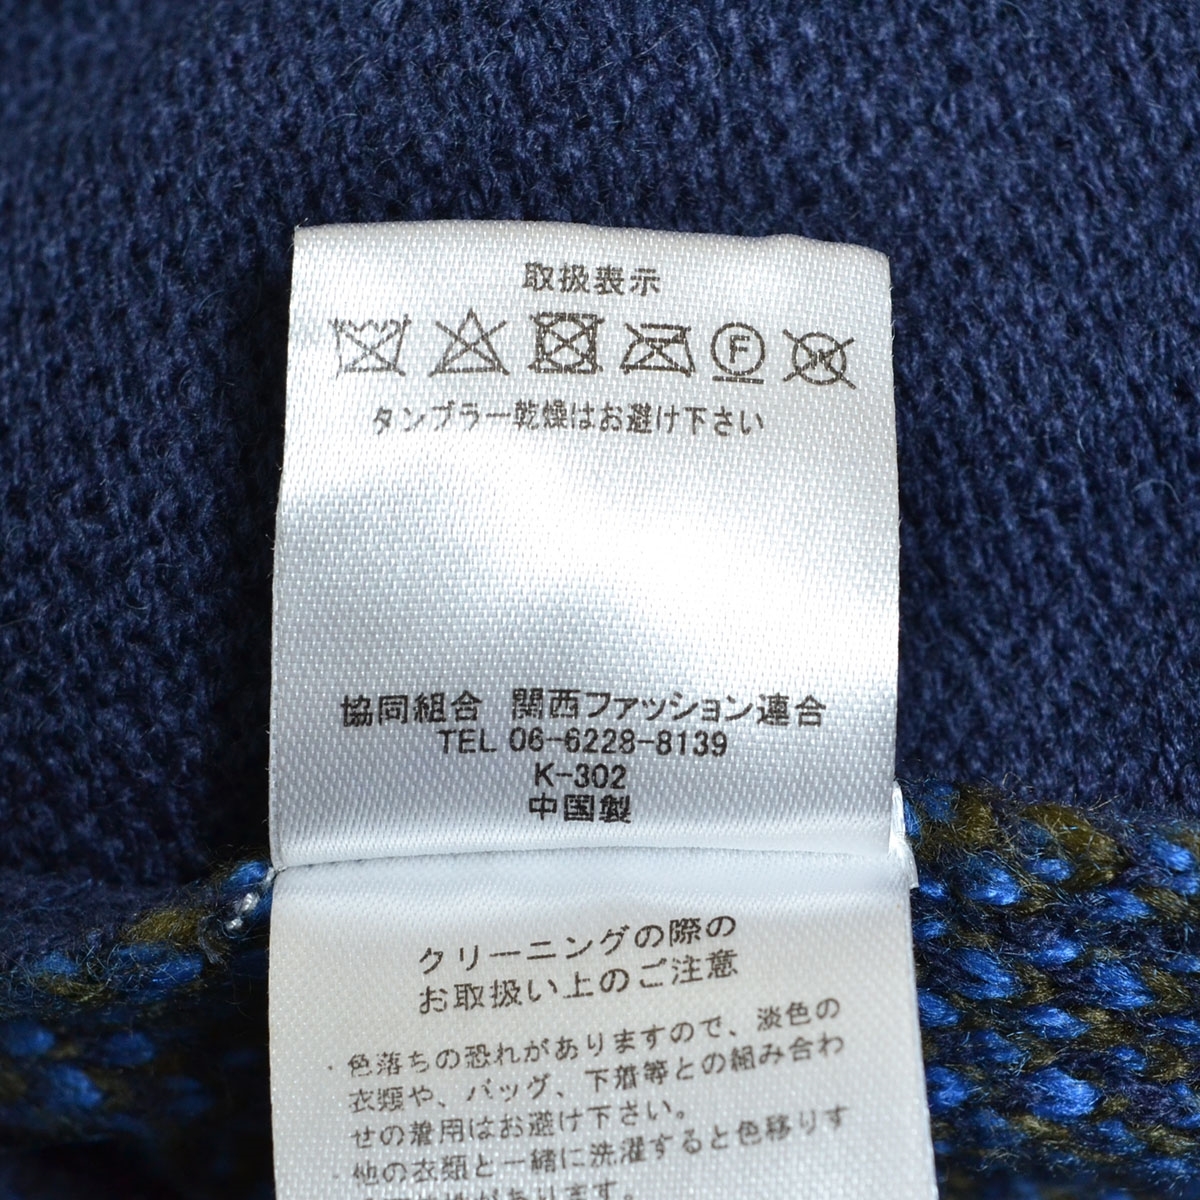 取扱表示
F W
タンブラー乾燥はお避け下さい
協同組合 関西ファッション連合
TEL 06-6228-8139
K-302
中国製
クリーニングの際の
お取扱い上のご注意
・色落ちの恐れがありますので、淡色の
衣類や、バッグ、下着等との組み合わ
せの着用はお避け下さい。
・他の衣類と一緒に洗濯すると色移りす
があります。